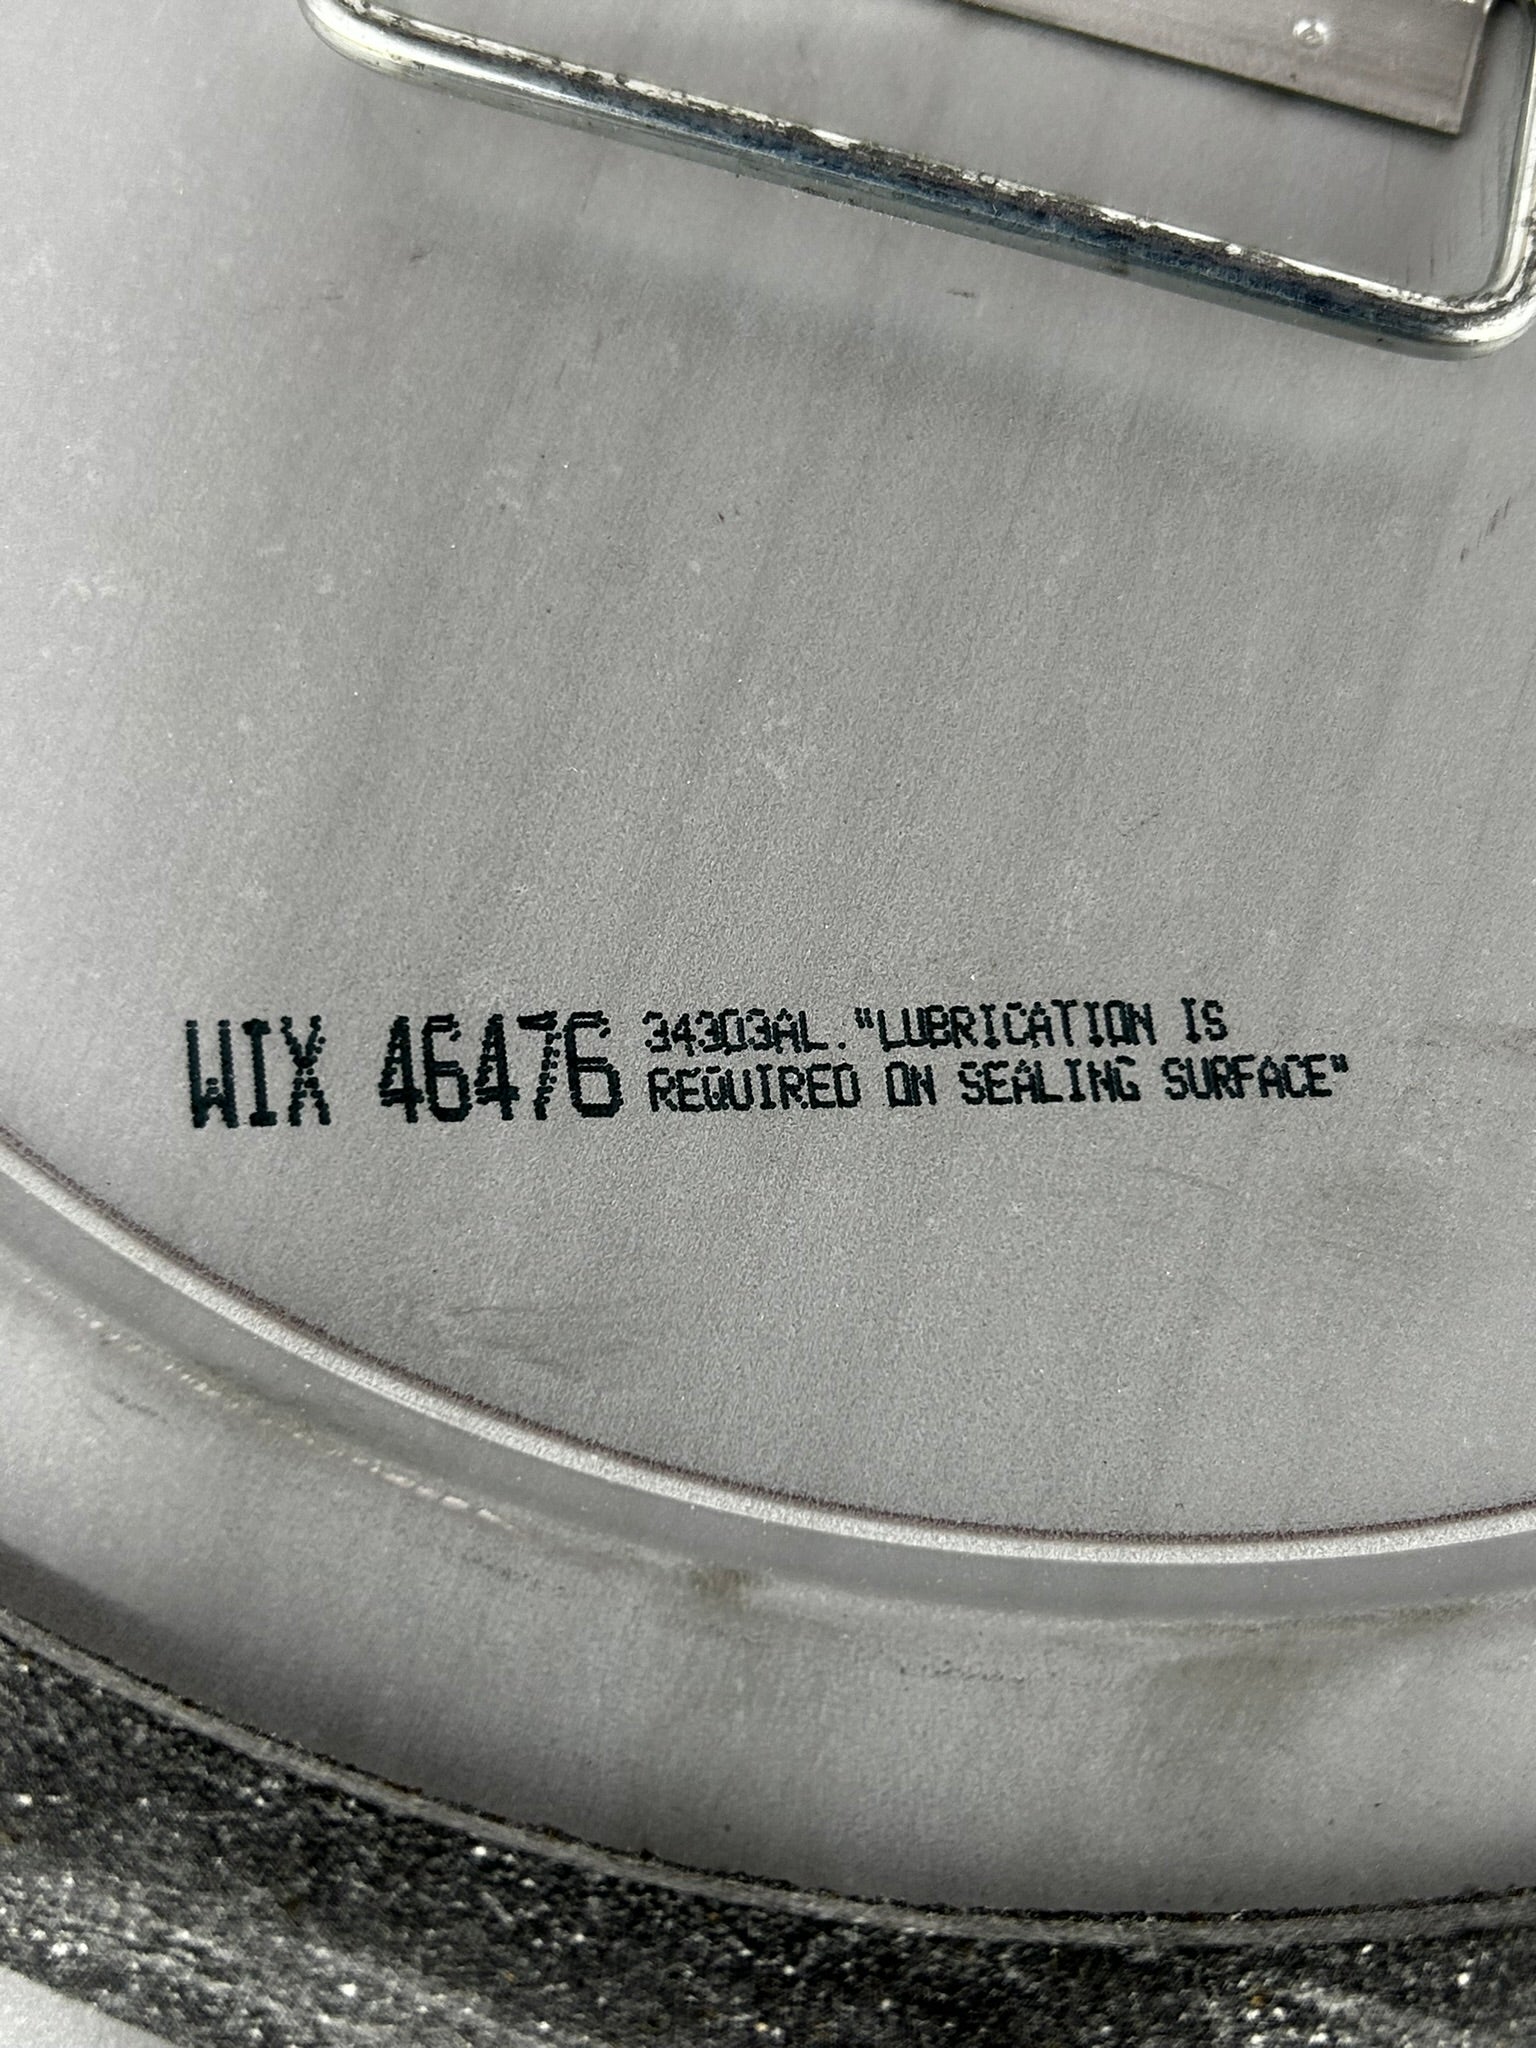 WIX 46476 34303AL."LUBRICATION IS
REQUIRED ON SEALING SURFACE"